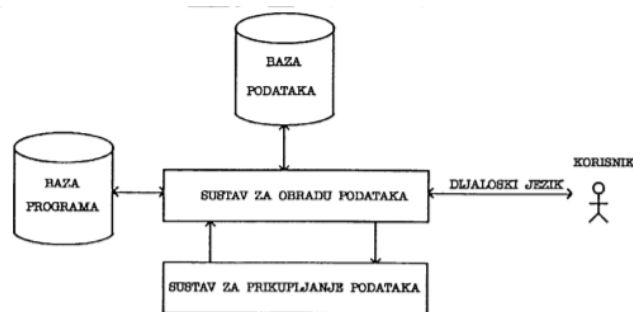 BAZA
PODATAKA
KORISNIK
BAZA
PROGRAMA
SUSTAV ZA OBRADU PODATAKA
DIJALOSKI JEZIK
SUSTAV ZA PRIKUPLJANJE PODATAKA